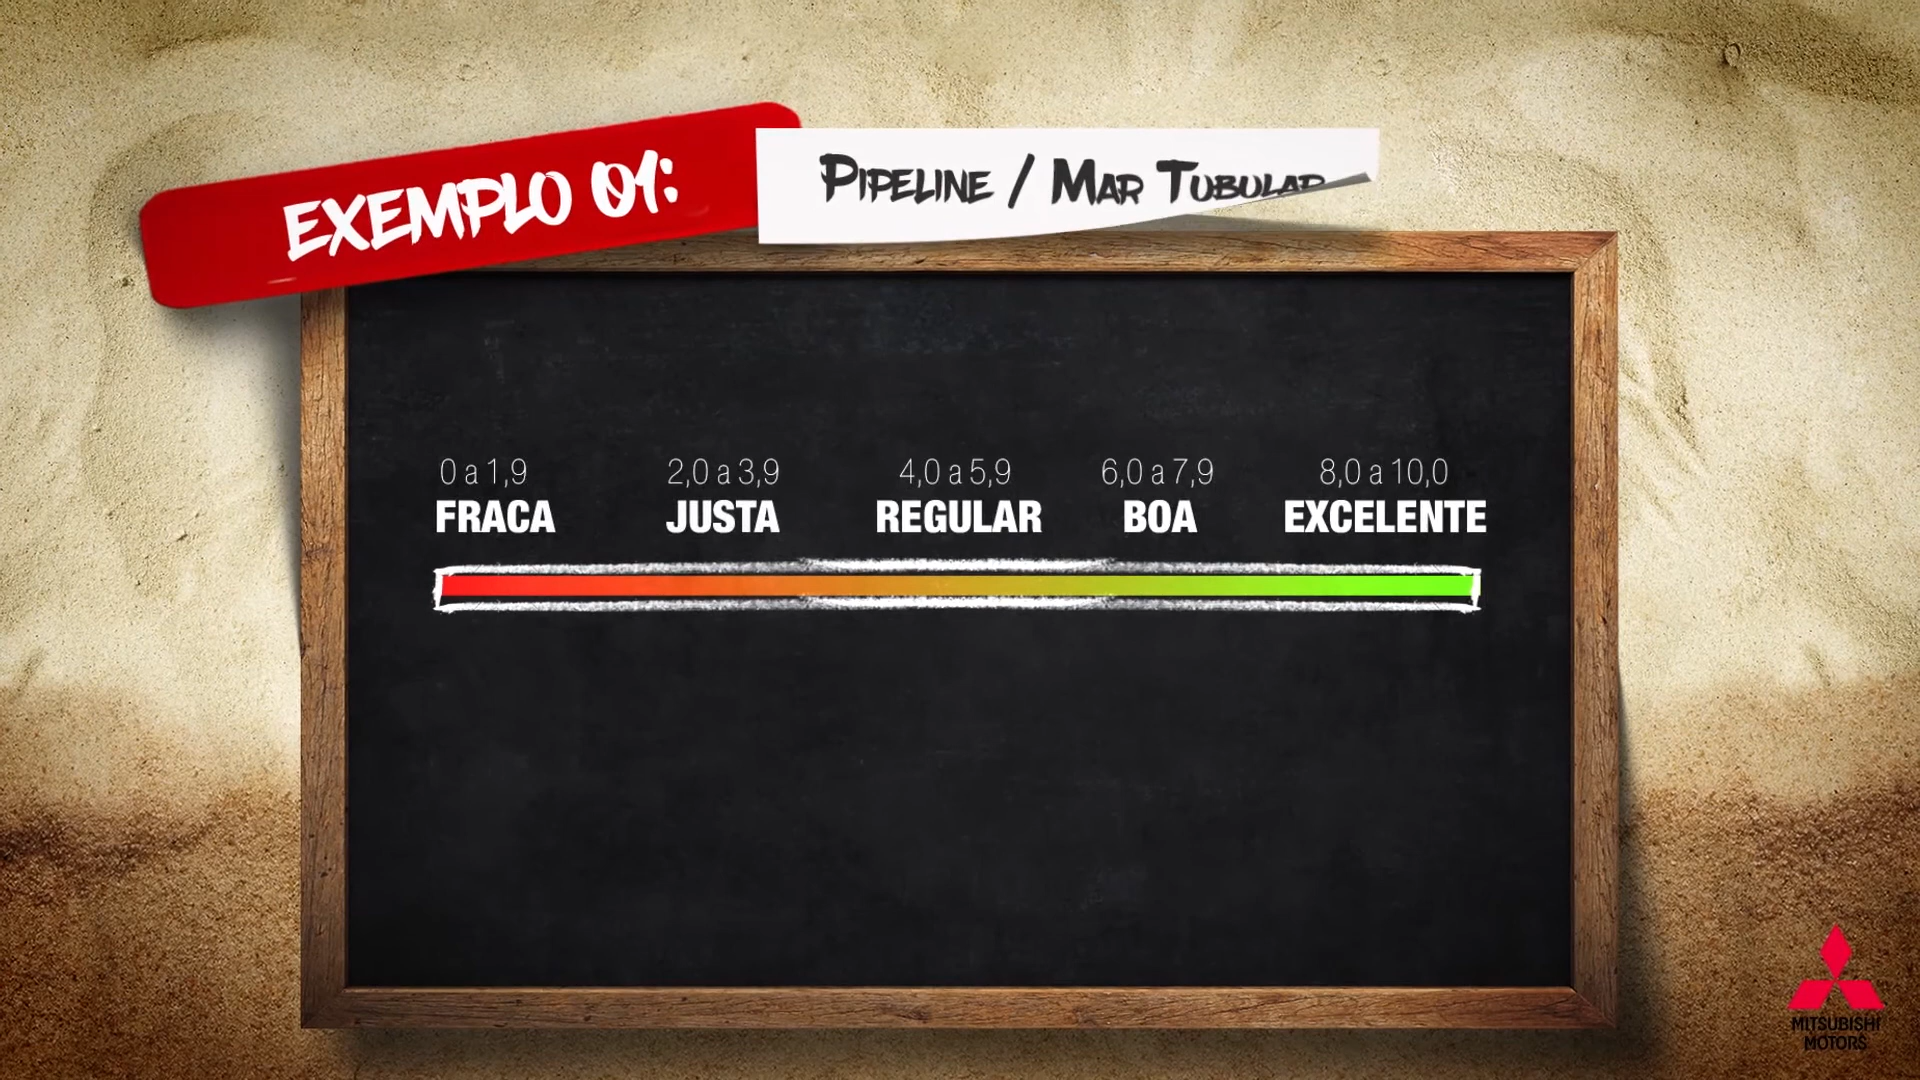 EXEMPLO 01:
PIPELINE / MAR TUBULAR
0 a 1,9
2,0 a 3,9
4,0 a 5,9
6,0 a 7,9
8,0 a 10,0
FRACA
JUSTA
REGULAR
BOA
EXCELENTE
MITSUBISHI
MOTORS